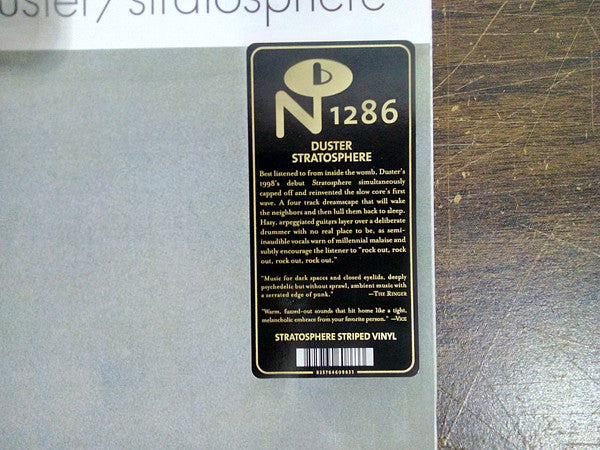 uster/stratosphere
N b 1286
DUSTER
STRATOSPHERE
Best listened to from inside the womb. Duster's
1998's debut Stratosphere simultaneously
capped off and reinvented the slow core's first
wave. A four track dreamscape that will wake
the neighbors and then lull them back to sleep.
Hazy, arpeggiated guitars layer over a deliberate
drummer with no real place to be, as semi-
inaudible vocals warn of millennial malaise and
subtly encourage the listener to "rock out, rock
out, rock out, rock out."
"Music for dark spaces and closed eyelids, deeply
psychedelic but without sprawl, ambient music with
a serrated edge of punk." —THE RINGER
"Warm, fuzzed-out sounds that hit home like a tight,
melancholic embrace from your favorite person." —VICE
STRATOSPHERE STRIPED VINYL